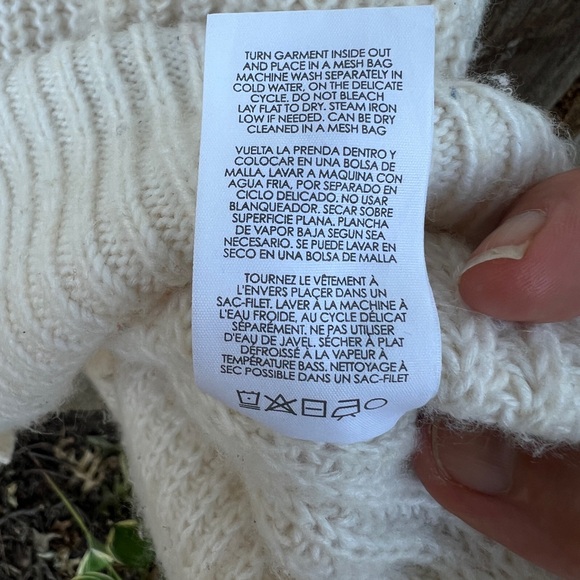 TURN GARMENT INSIDE OUT
AND PLACE IN A MESH BAG
MACHINE WASH SEPARATELY IN
COLD WATER, ON THE DELICATE
CYCLE. DO NOT BLEACH
LAY FLAT TO DRY. STEAM IRON
LOW IF NEEDED. CAN BE DRY
CLEANED IN A MESH BAG
VUELTA LA PRENDA DENTRO Y
COLOCAR EN UNA BOLSA DE
MALLA, LAVAR A MAQUINA CON
AGUA FRIA, POR SEPARADO EN
CICLO DELICADO. NO USAR
BLANQUEADOR. SECAR SOBRE
SUPERFICIE PLANA. PLANCHA
DE VAPOR BAJA SEGUN SEA
NECESARIO. SE PUEDE LAVAR EN
SECO EN UNA BOLSA DE MALLA
TOURNEZ LE VÊTEMENT À
L'ENVERS PLACER DANS UN
SAC-FILET. LAVER À LA MACHINE À
L'EAU FROIDE, AU CYCLE DÉLICAT
SÉPARÉMENT. NE PAS UTILISER
D'EAU DE JAVEL. SÉCHER À PLAT
DÉFROISSÉ À LA VAPEUR À
TEMPÉRATURE BASS. NETTOYAGE À
SEC POSSIBLE DANS UN SAC-FILET